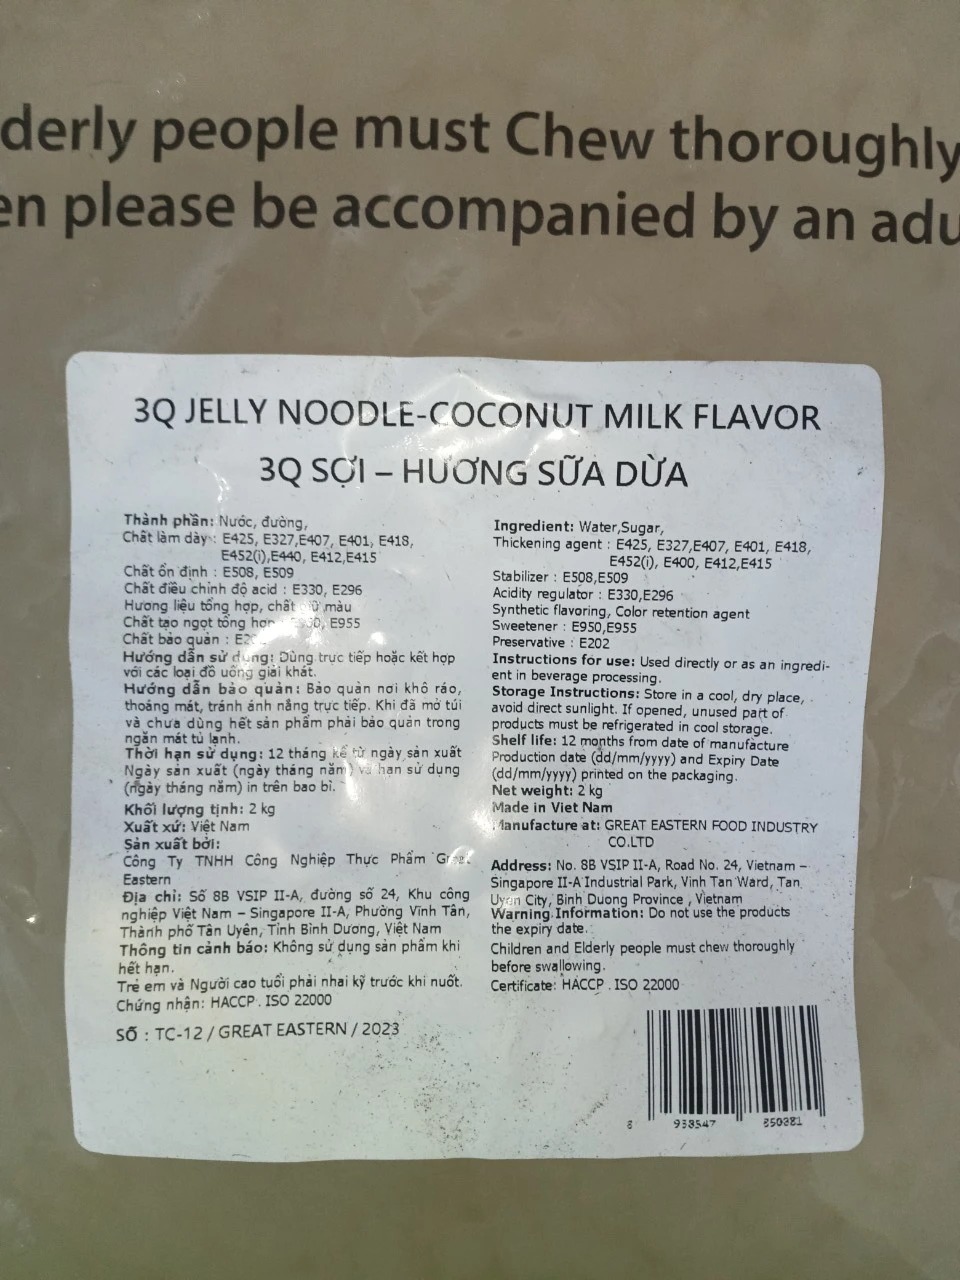 derly people must Chew thoroughly
en please be accompanied by an adu
3Q JELLY NOODLE-COCONUT MILK FLAVOR
3Q SỢI – HƯƠNG SỮA DỪA
Thành phần: Nước, đường,
Chất làm dày : E425, E327,E407, E401, E418,
E452(i),E440, E412,E415
Chất ổn định : E508, E509
Chất điều chỉnh độ acid : E330, E296
Hương liệu tổng hợp, chất màu
Chất tạo ngọt tổng hợp E955
Chất bảo quản :
Hướng dẫn sử dụng: Dùng trực tiếp hoặc kết hợp
với các loại đồ uống giải khát.
Hướng dẫn bảo quản: Bảo quản nơi khô ráo,
thoáng mát, tránh ánh nắng trực tiếp. Khi đã mở túi
và chưa dùng hết sản phẩm phải bảo quản trong
ngăn mát tủ lạnh.
Thời hạn sử dụng: 12 tháng kể từ ngày sản xuất
Ngày sản xuất (ngày tháng năm) và hạn sử dụng
(ngày tháng năm) in trên bao bì.
Khối lượng tịnh: 2 kg
Xuất xứ: Việt Nam
Sản xuất bởi:
Công Ty TNHH Công Nghiệp Thực Phẩm Great
Eastern
Địa chỉ: Số 8B VSIP II-A, đường số 24, Khu công
nghiệp Việt Nam – Singapore II-A, Phường Vĩnh Tân,
Thành phố Tân Uyên, Tỉnh Bình Dương, Việt Nam
Thông tin cảnh báo: Không sử dụng sản phẩm khi
hết hạn.
Trẻ em và Người cao tuổi phải nhai kỹ trước khi nuốt.
Chứng nhận: HACCP . ISO 22000
SỐ : TC-12 / GREAT EASTERN / 2023
Ingredient: Water,Sugar,
Thickening agent : E425, E327,E407, E401, E418,
E452(i), E400, E412,E415
Stabilizer : E508,E509
Acidity regulator : E330,E296
Synthetic flavoring, Color retention agent
Sweetener : E950,E955
Preservative : E202
Instructions for use: Used directly or as an ingredi-
ent in beverage processing.
Storage Instructions: Store in a cool, dry place,
avoid direct sunlight. If opened, unused part of
products must be refrigerated in cool storage.
Shelf life: 12 months from date of manufacture
Production date (dd/mm/yyyy) and Expiry Date
(dd/mm/yyyy) printed on the packaging.
Net weight: 2 kg
Made in Viet Nam
Manufacture at: GREAT EASTERN FOOD INDUSTRY
CO.LTD
Address: No. 8B VSIP II-A, Road No. 24, Vietnam –
Singapore II-A Industrial Park, Vinh Tan Ward, Tan
Uyen City, Binh Duong Province , Vietnam
Warning Information: Do not use the products
the expiry date.
Children and Elderly people must chew thoroughly
before swallowing.
Certificate: HACCP . ISO 22000
8 938547 850381